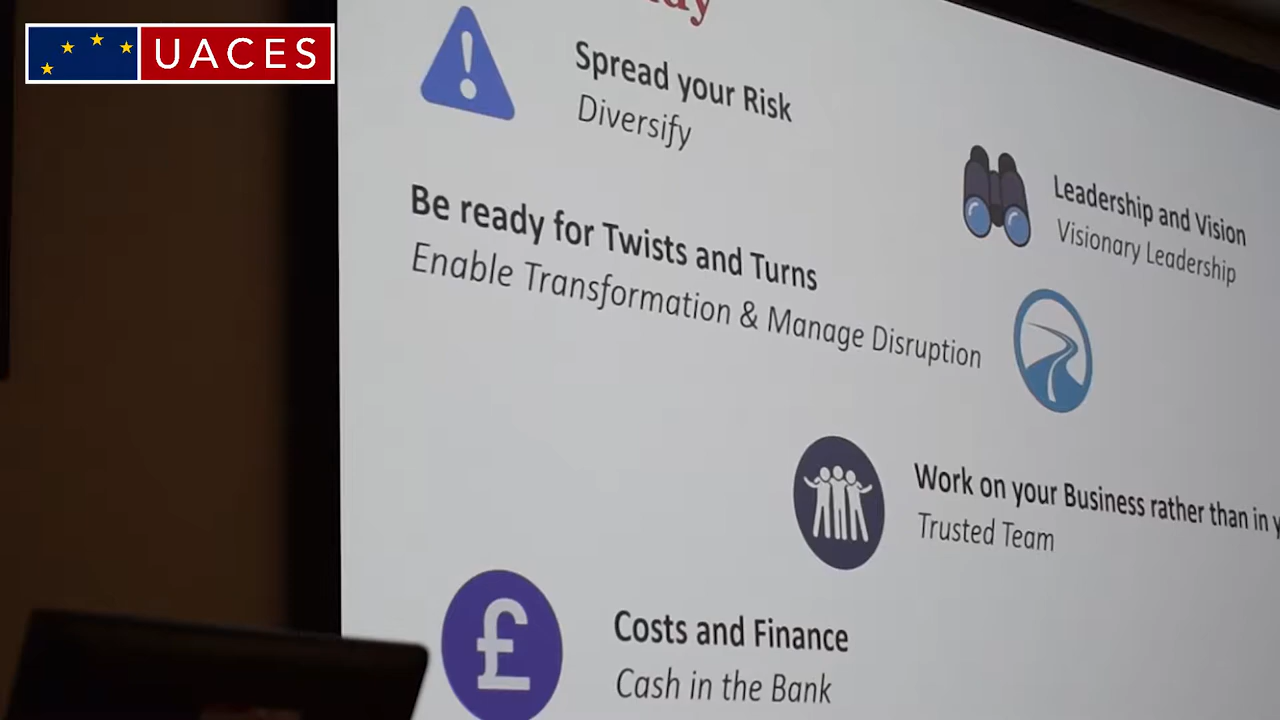 UACES
Spread your Risk
Diversify
Leadership and Vision
Visionary Leadership
Be ready for Twists and Turns
Enable Transformation & Manage Disruption
Work on your Business rather than in
Trusted Team
£
Costs and Finance
Cash in the Bank